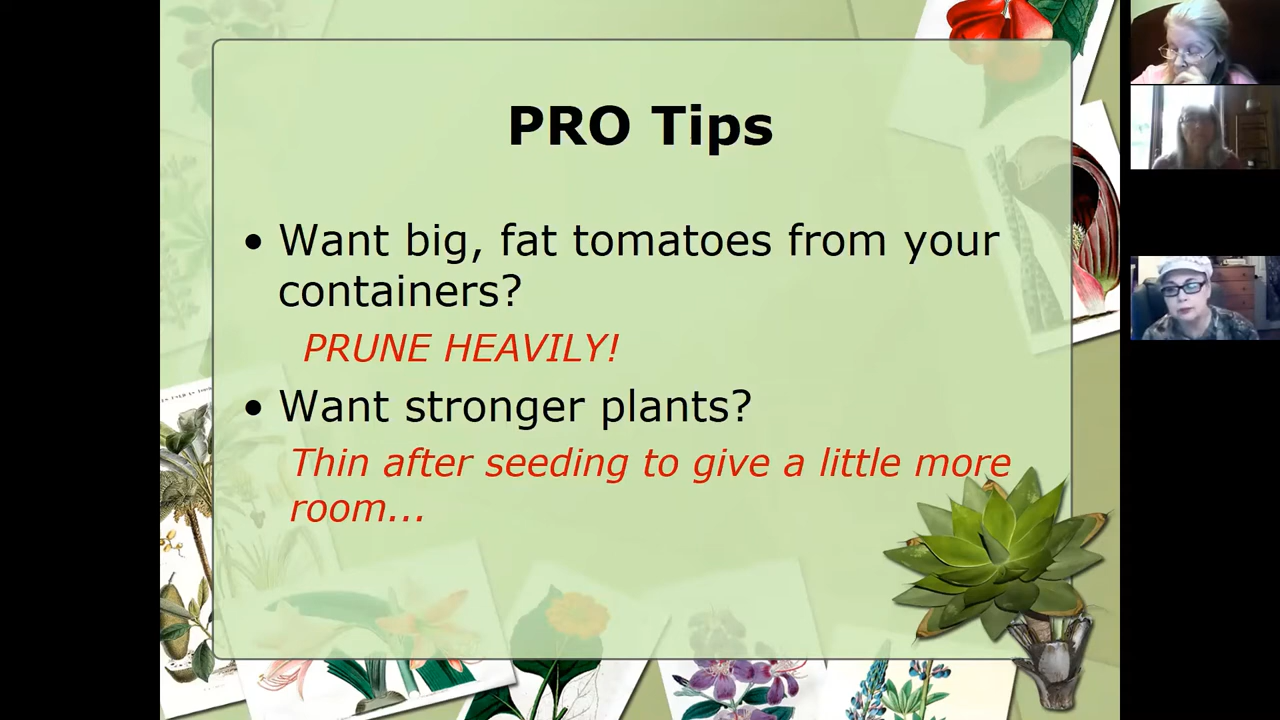 PRO Tips
• Want big, fat tomatoes from your
containers?
PRUNE HEAVILY!
• Want stronger plants?
Thin after seeding to give a little more
room...